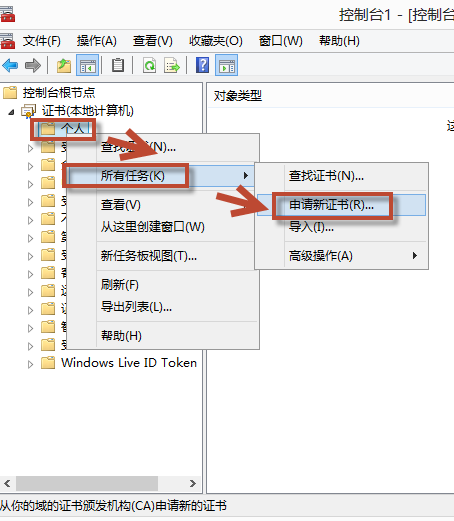 控制台1 - [控制台
文件(F) 操作(A) 查看(V) 收藏夹(O) 窗口(W) 帮助(H)
控制台根节点
对象类型
证书(本地计算机)
个人
查找证书(N)...
所有任务(K)
查找证书(N)...
查看(V)
申请新证书(R)...
从这里创建窗口(W)
导入(I)...
新任务板视图(T)...
高级操作(A)
刷新(F)
导出列表(L)...
帮助(H)
Windows Live ID Token
从你的域的证书颁发机构(CA)申请新的证书